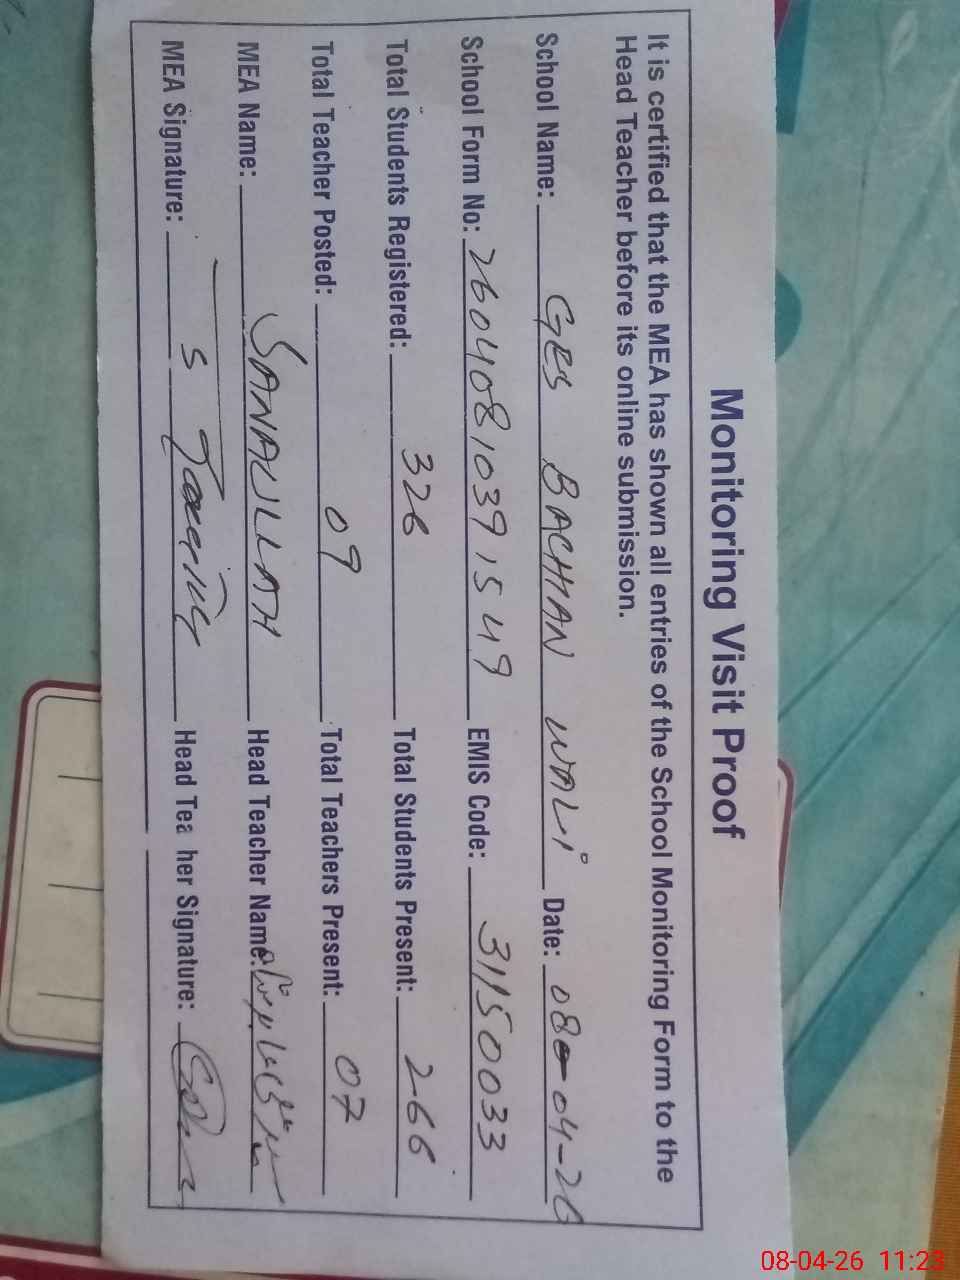 Monitoring Visit Proof
It is certified that the MEA has shown all entries of the School Monitoring Form to the
Head Teacher before its online submission.
School Name: GES BACHAN WALI Date: 08-04-26
School Form No: 26040810391549 EMIS Code: 31150033
Total Students Registered: 326 Total Students Present: 266
Total Teacher Posted: 09 Total Teachers Present: 07
MEA Name: SANAULLAH Head Teacher Name:
MEA Signature: S Head Tea her Signature:
08-04-26 11:23